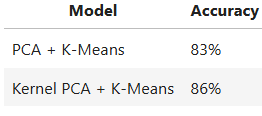 Model Accuracy
PCA + K-Means 83%
Kernel PCA + K-Means 86%